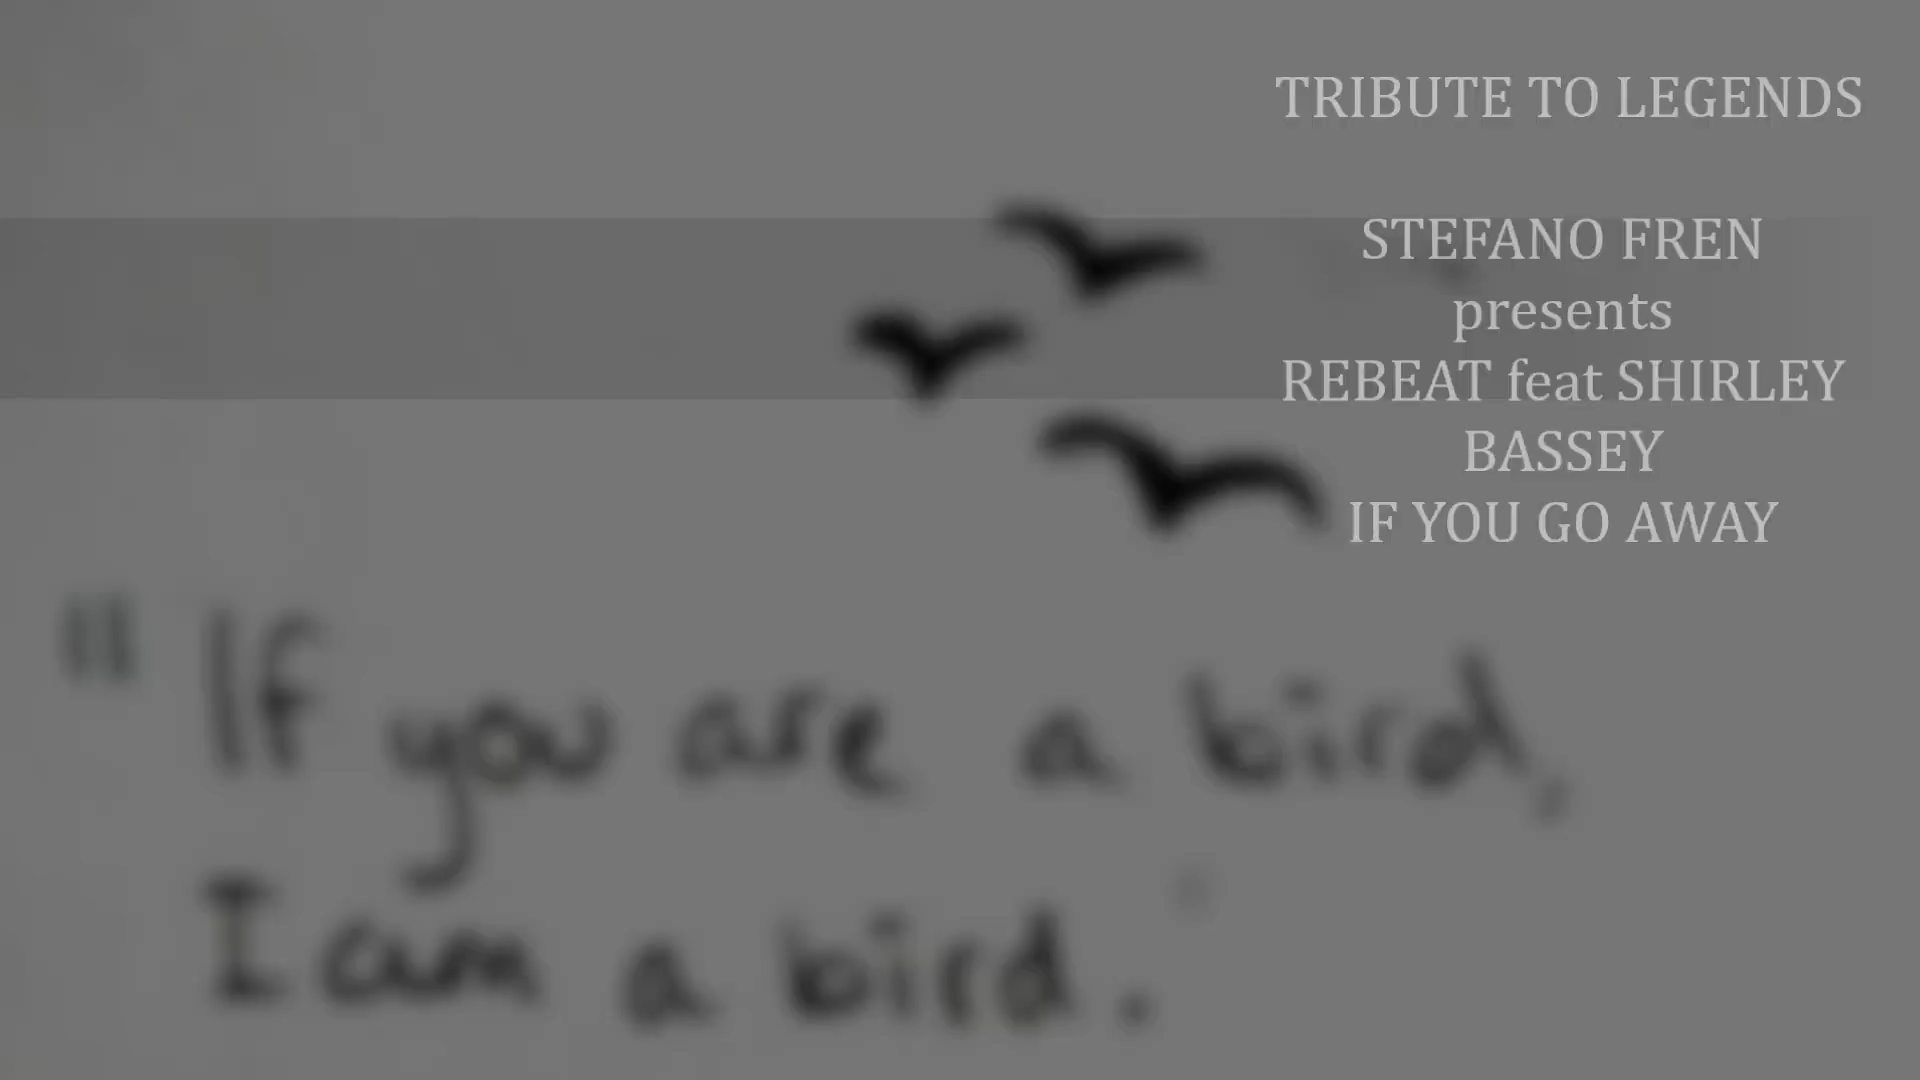 TRIBUTE TO LEGENDS
STEFANO FREN
presents
REBEAT feat SHIRLEY
BASSEY
IF YOU GO AWAY
" If you are a bird,
I am a bird."